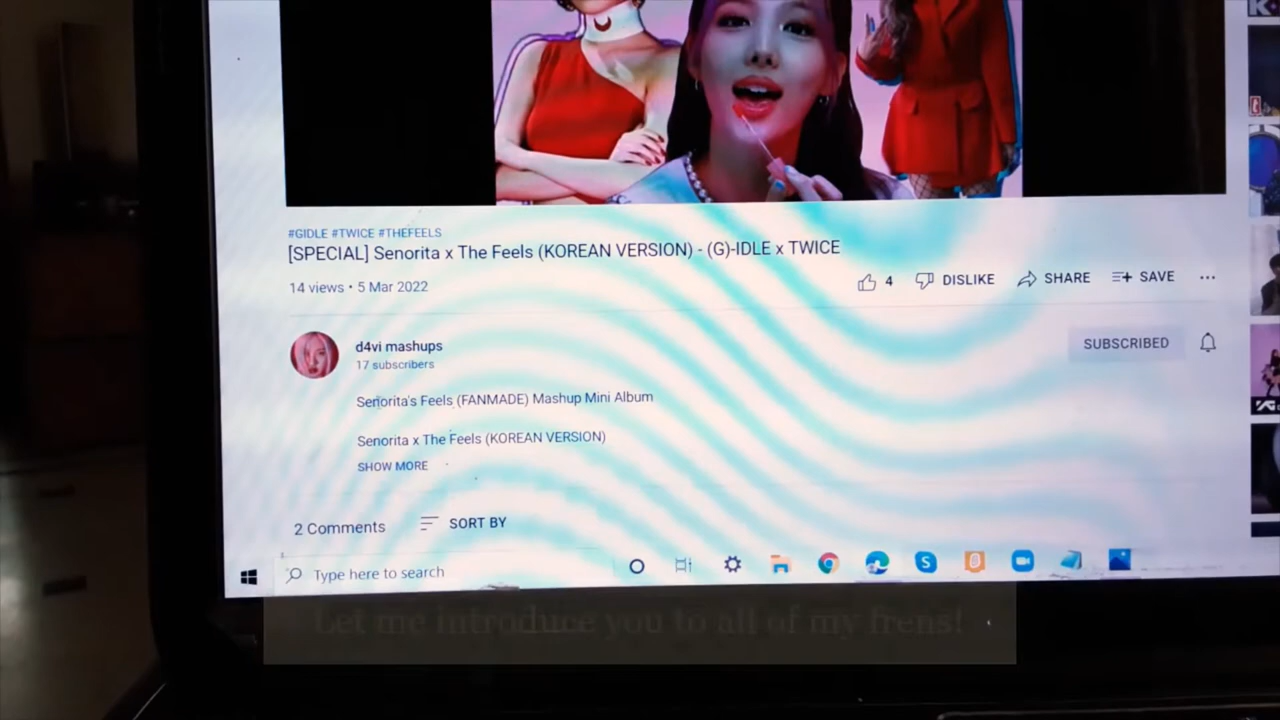 #GIDLE #TWICE #THEFEELS
[SPECIAL] Senorita x The Feels (KOREAN VERSION) - (G)-IDLE x TWICE
14 views • 5 Mar 2022
4 DISLIKE SHARE SAVE ...
d4vi mashups
17 subscribers
SUBSCRIBED
Senorita's Feels (FANMADE) Mashup Mini Album
Senorita x The Feels (KOREAN VERSION)
SHOW MORE
2 Comments SORT BY
Type here to search
Let me introduce you to all of my frens!